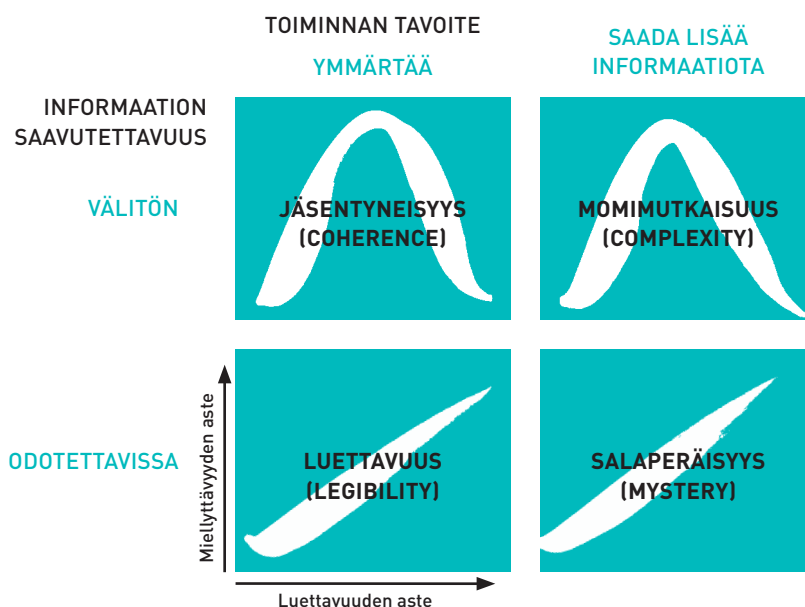 TOIMINNAN TAVOITE
YMMÄRTÄÄ
SAADA LISÄÄ
INFORMAATIOTA
INFORMAATION
SAAVUTETTAVUUS
VÄLITÖN
JÄSENTYNEISYYS
(COHERENCE)
MOMIMUTKAISUUS
(COMPLEXITY)
ODOTETTAVISSA
Miellyttävyyden aste
LUETTAVUUS
(LEGIBILITY)
SALAPERÄISYYS
(MYSTERY)
Luettavuuden aste